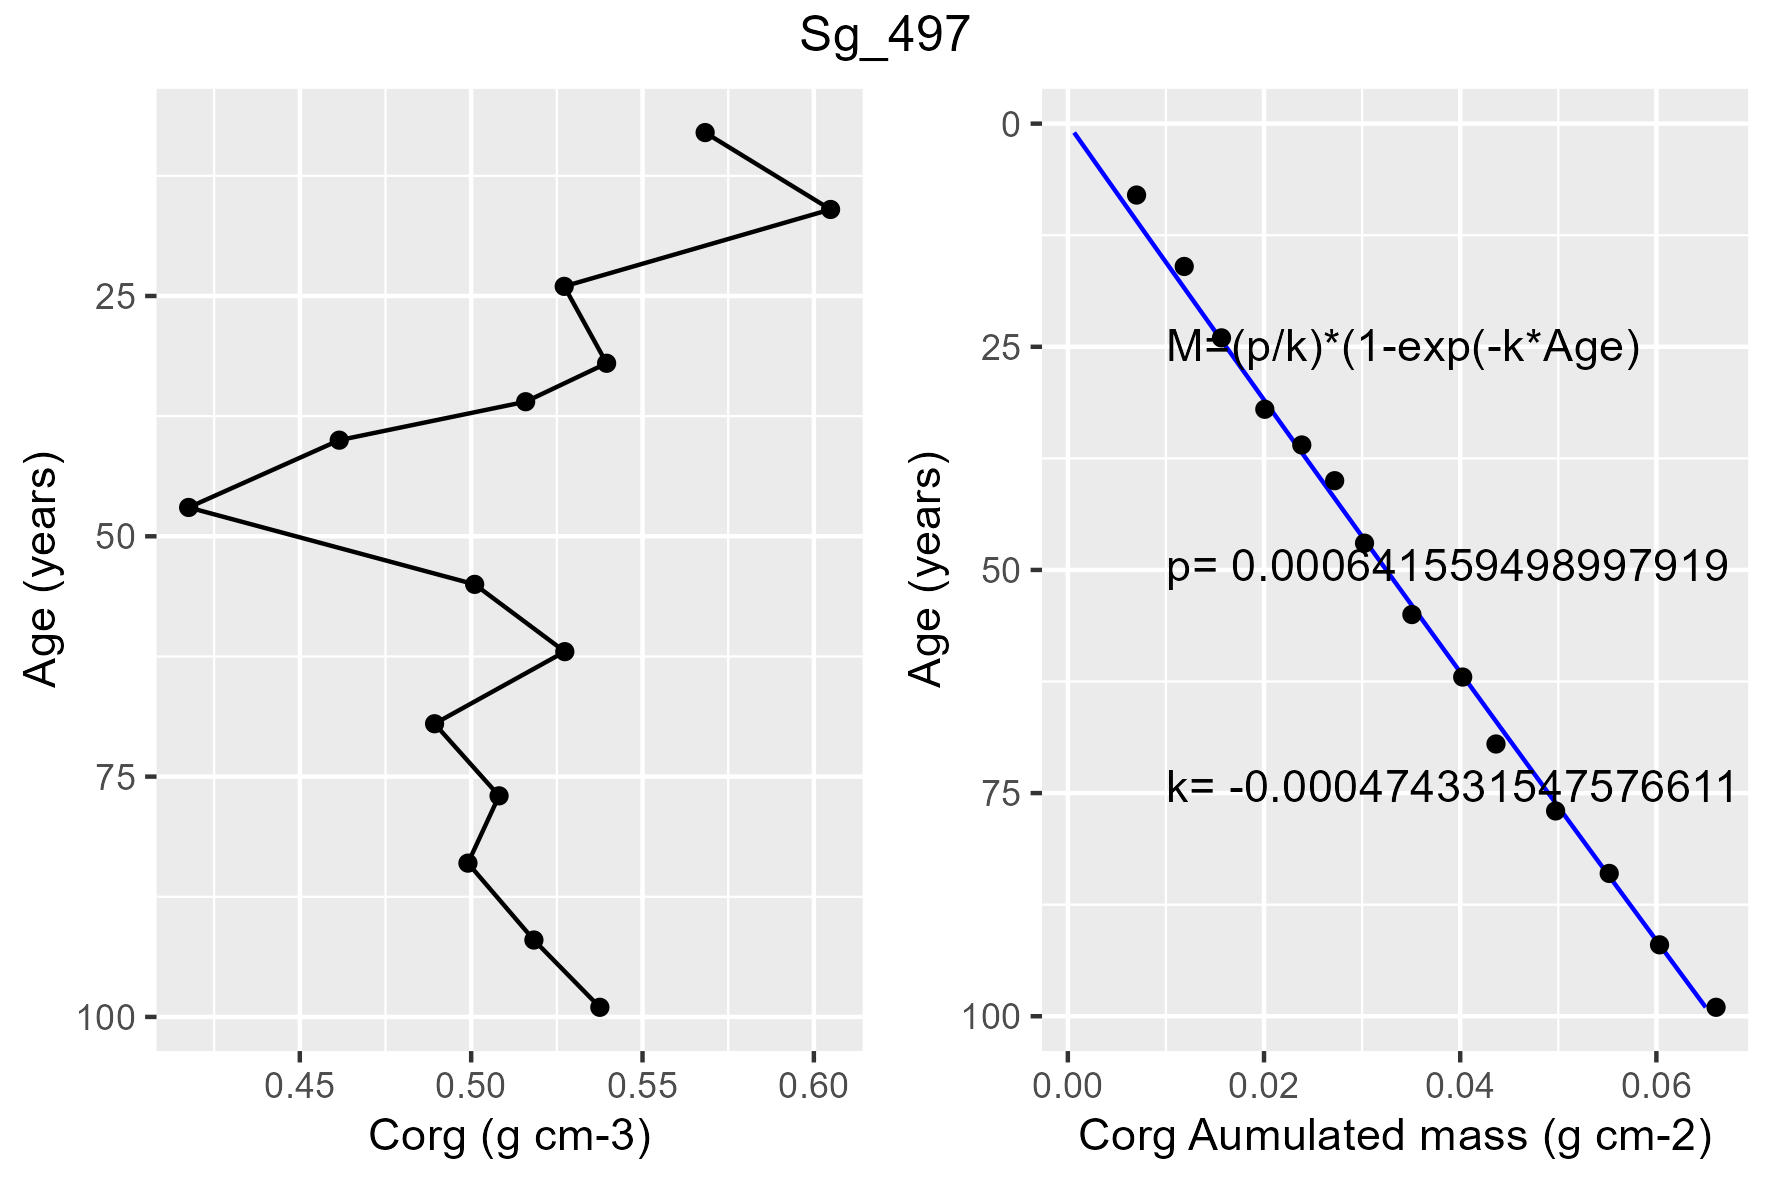 Sg_497
Age (years)
25
50
75
100
0.45 0.50 0.55 0.60
Corg (g cm-3)
Age (years)
0
25
50
75
100
M=(p/k)*(1-exp(-k*Age)
p= 0.000641559498997919
k= -0.000474331547576611
0.00 0.02 0.04 0.06
Corg Aumulated mass (g cm-2)